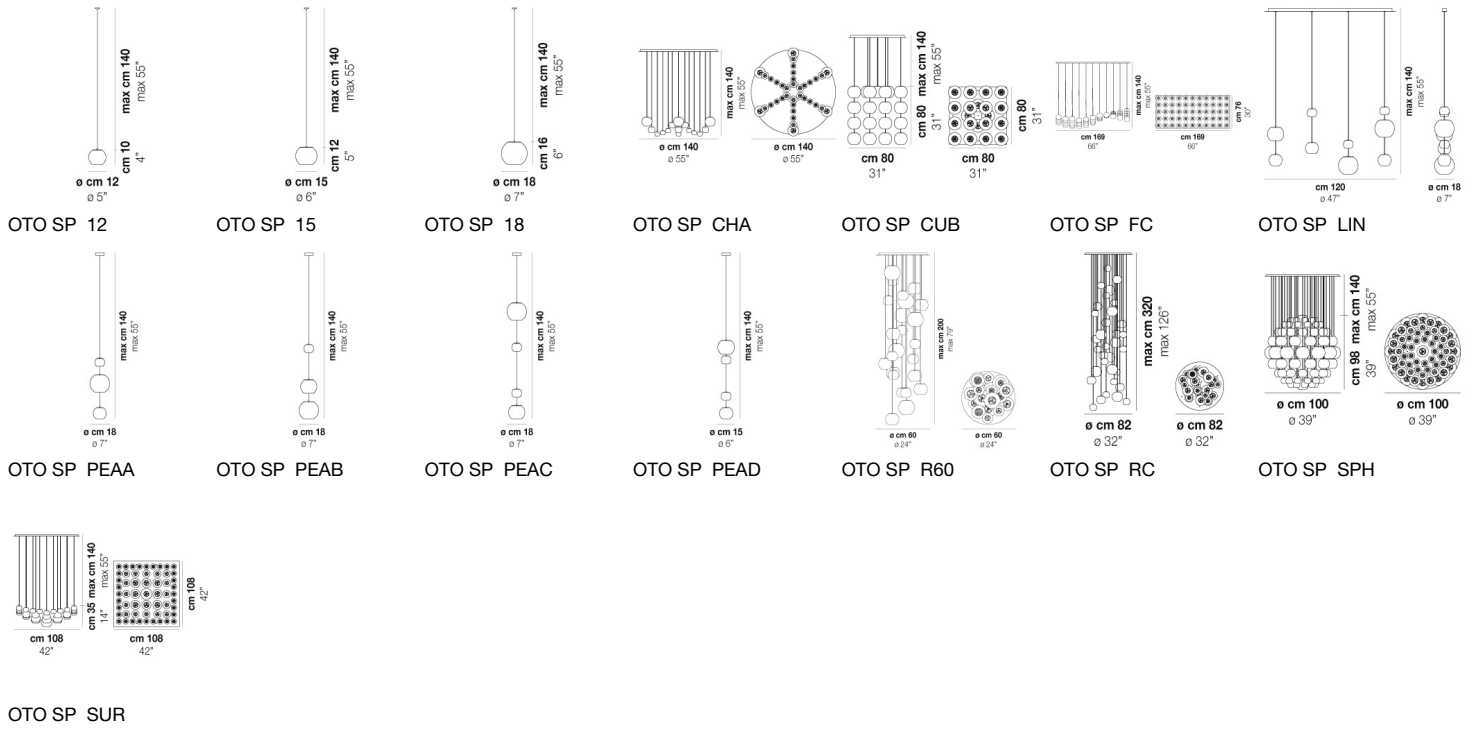 max cm 140
max 55"
cm 10
4"
ø cm 12
ø 5"
OTO SP 12
max cm 140
max 55"
cm 12
5"
ø cm 15
ø 6"
OTO SP 15
max cm 140
max 55"
cm 16
6"
ø cm 18
ø 7"
OTO SP 18
max cm 140
max 55"
ø cm 140
ø 55"
ø cm 140
ø 55"
OTO SP CHA
max cm 140
max 55"
cm 80
31"
cm 80
31"
cm 80
31"
cm 80
31"
OTO SP CUB
max cm 140
max 55"
cm 169
66"
cm 169
66"
cm 76
30"
OTO SP FC
max cm 140
max 55"
cm 120
ø 47"
ø cm 18
ø 7"
OTO SP LIN
max cm 140
max 55"
ø cm 18
ø 7"
OTO SP PEAA
max cm 140
max 55"
ø cm 18
ø 7"
OTO SP PEAB
max cm 140
max 55"
ø cm 18
ø 7"
OTO SP PEAC
max cm 140
max 55"
ø cm 15
ø 6"
OTO SP PEAD
max cm 200
max 79"
ø cm 60
ø 24"
ø cm 60
ø 24"
OTO SP R60
max cm 320
max 126"
ø cm 82
ø 32"
ø cm 82
ø 32"
OTO SP RC
max cm 140
max 55"
cm 98
39"
ø cm 100
ø 39"
ø cm 100
ø 39"
OTO SP SPH
max cm 140
max 55"
cm 35
14"
cm 108
42"
cm 108
42"
cm 108
42"
OTO SP SUR